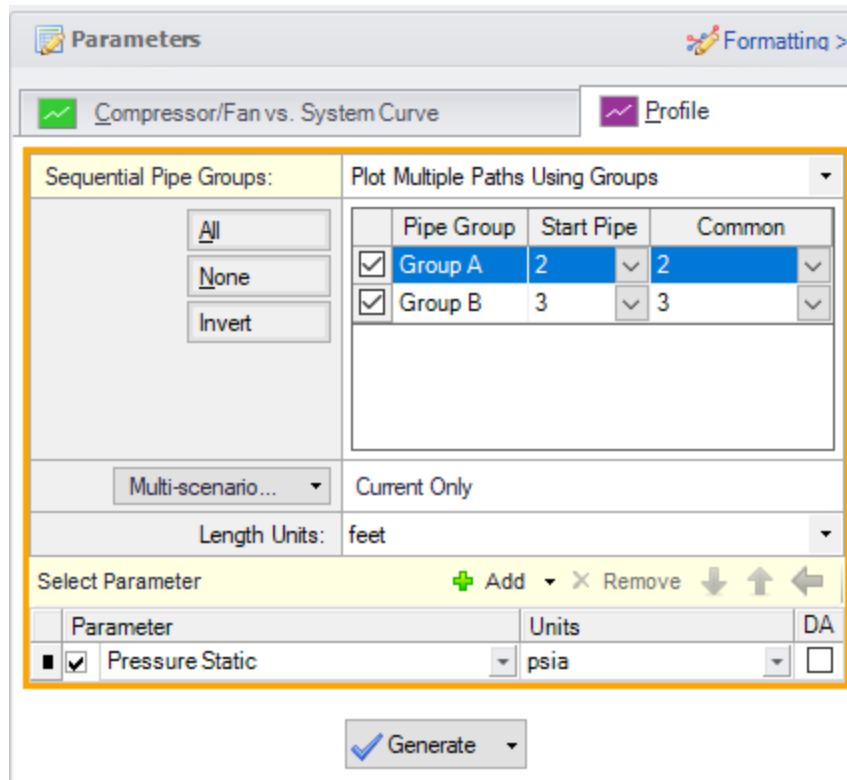 Parameters Formatting >
Compressor/Fan vs. System Curve Profile
Sequential Pipe Groups: Plot Multiple Paths Using Groups
All
None
Invert
Pipe Group Start Pipe Common
Group A 2 2
Group B 3 3
Multi-scenario... Current Only
Length Units: feet
Select Parameter Add Remove
Parameter Units DA
Pressure Static psia
Generate